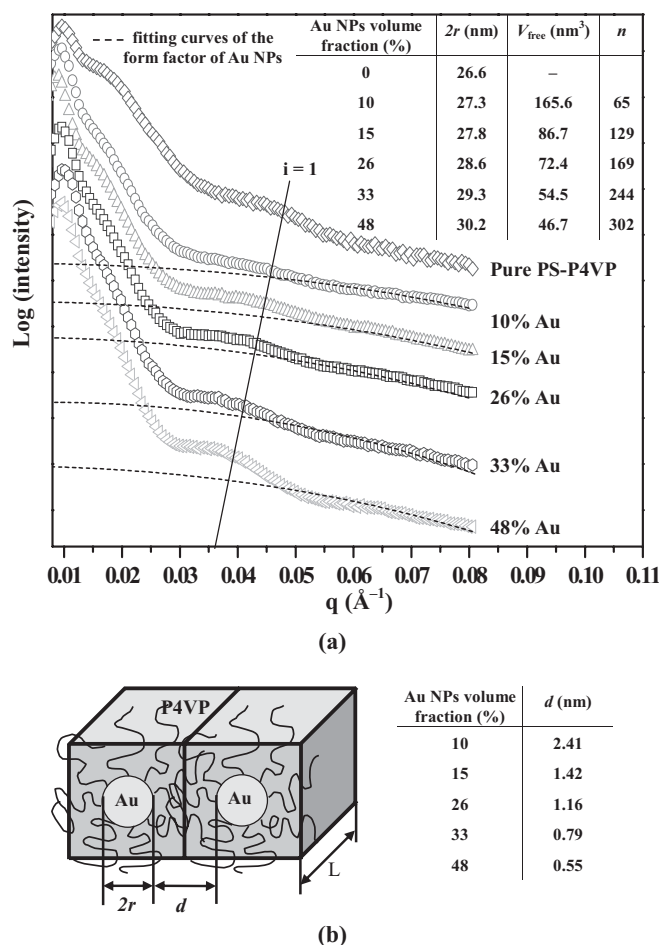 --- fitting curves of the
form factor of Au NPs
Au NPs volume fraction (%) 2r (nm) V_free (nm³) n
0 26.6 –
10 27.3 165.6 65
15 27.8 86.7 129
26 28.6 72.4 169
33 29.3 54.5 244
48 30.2 46.7 302
i = 1
Pure PS-P4VP
10% Au
15% Au
26% Au
33% Au
48% Au
Log (intensity)
0.01 0.02 0.03 0.04 0.05 0.06 0.07 0.08 0.09 0.10 0.11
q (Å⁻¹)
(a)
P4VP
Au Au
2r d L
Au NPs volume fraction (%) d (nm)
10 2.41
15 1.42
26 1.16
33 0.79
48 0.55
(b)